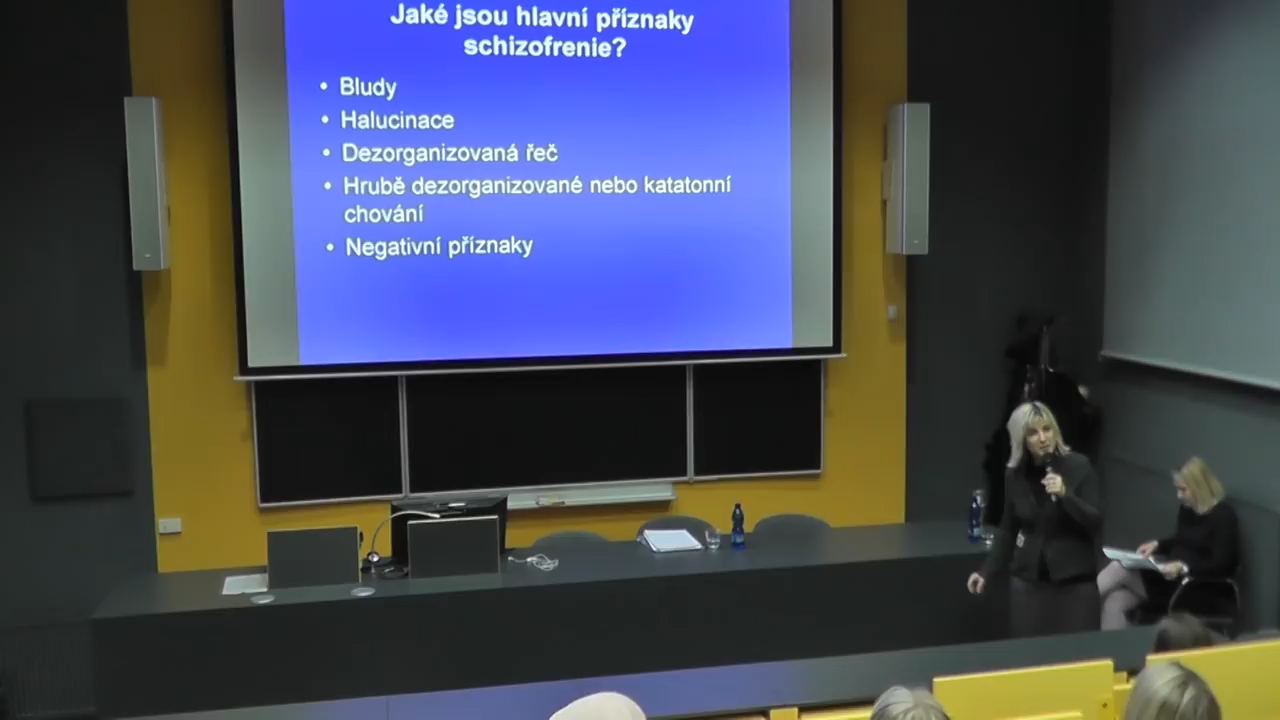 Jaké jsou hlavní příznaky
schizofrenie?
• Bludy
• Halucinace
• Dezorganizovaná řeč
• Hrubě dezorganizované nebo katatonní
chování
• Negativní příznaky